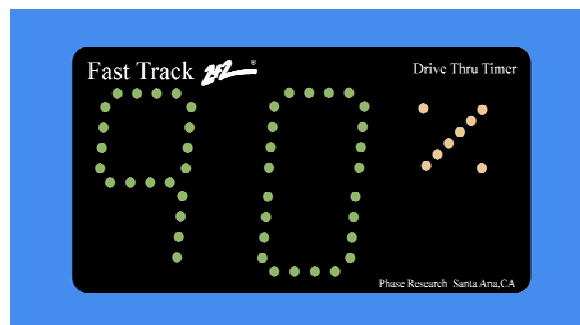 Fast Track 2F2 ®
Drive Thru Timer
90%
Phase Research Santa Ana,CA